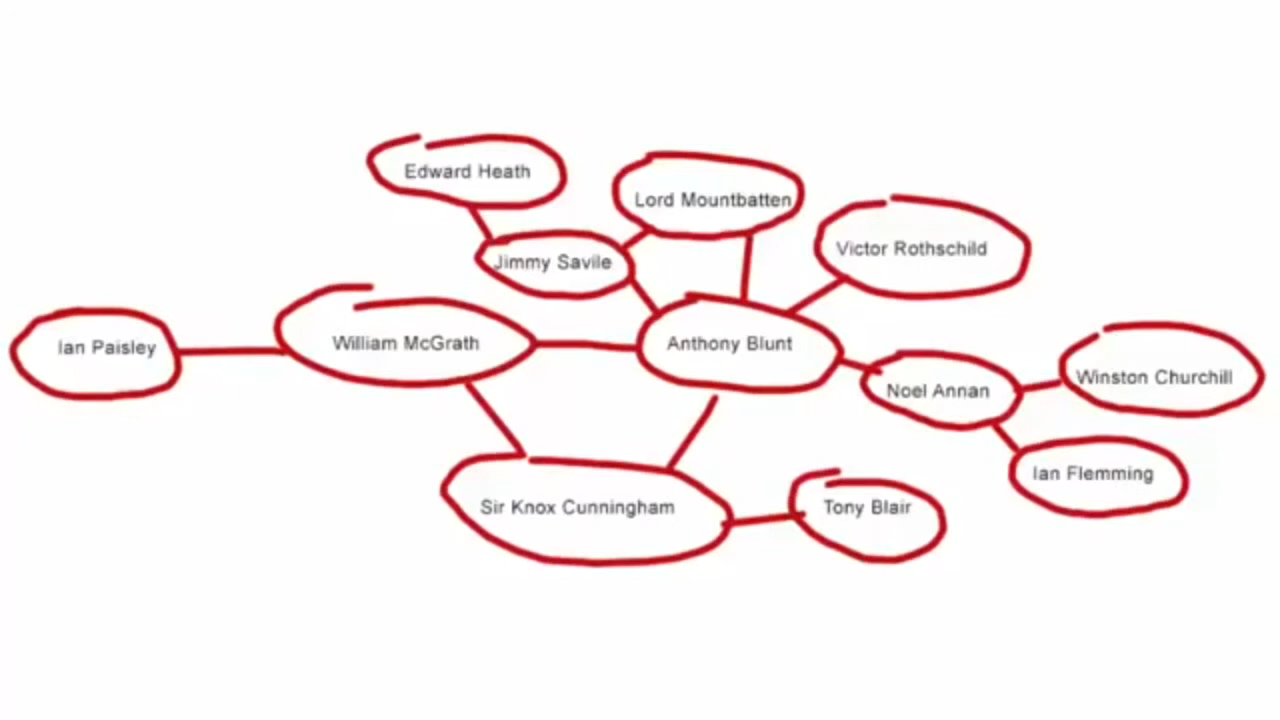 Edward Heath
Lord Mountbatten
Victor Rothschild
Jimmy Savile
Ian Paisley
William McGrath
Anthony Blunt
Noel Annan
Winston Churchill
Ian Flemming
Sir Knox Cunningham
Tony Blair